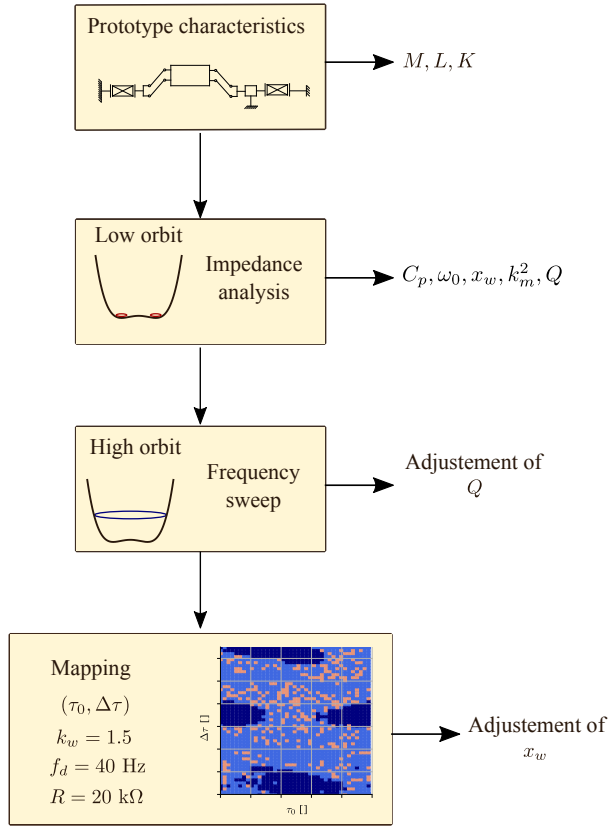 Prototype characteristics
M, L, K
Low orbit
Impedance
analysis
C_p, ω_0, x_w, k_m^2, Q
High orbit
Frequency
sweep
Adjustement of
Q
Mapping
(τ_0, Δτ)
k_w = 1.5
f_d = 40 Hz
R = 20 kΩ
Δτ []
τ_0 []
Adjustement of
x_w